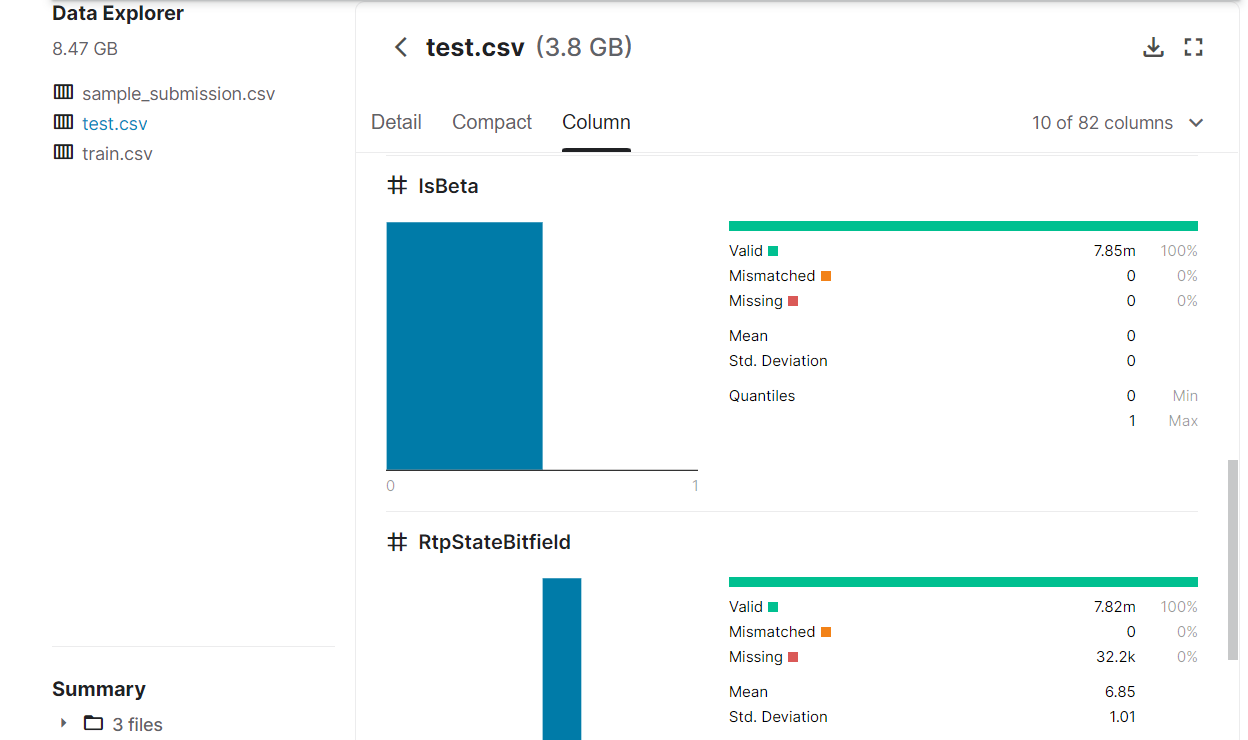 Data Explorer
8.47 GB
sample_submission.csv
test.csv
train.csv
Summary
3 files
test.csv (3.8 GB)
Detail Compact Column 10 of 82 columns
# IsBeta
0 1
Valid 7.85m 100%
Mismatched 0 0%
Missing 0 0%
Mean 0
Std. Deviation 0
Quantiles 0 Min
1 Max
# RtpStateBitfield
Valid 7.82m 100%
Mismatched 0 0%
Missing 32.2k 0%
Mean 6.85
Std. Deviation 1.01